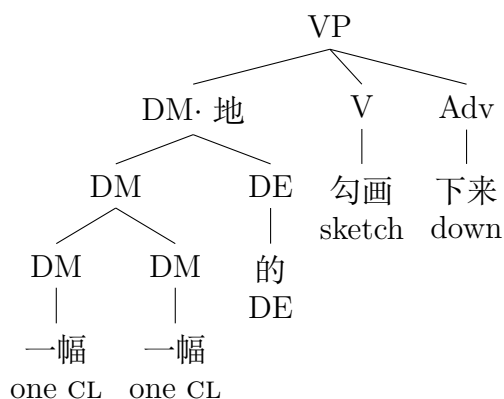 VP
DM· 地 V Adv
DM DE 勾画 下来
sketch down
DM DM 的
DE
一幅 一幅
one CL one CL